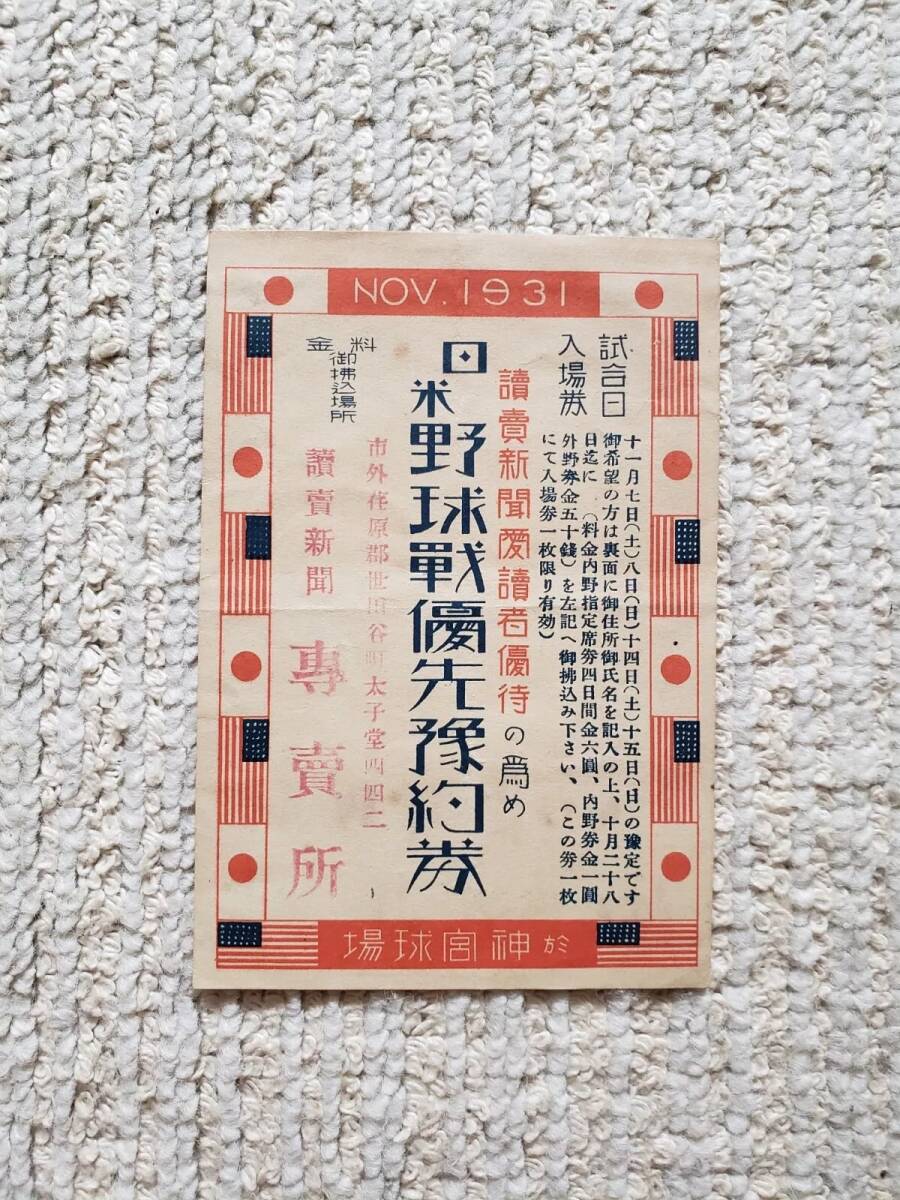 NOV. 1931
試合日
入場券
十一月七日(土)八日(日)十四日(土)十五日(日)の豫定です
御希望の方は裏面に御住所御氏名を記入の上、十月二十八
日迄に(料金内野指定席券四日間金六圓、内野券金一圓
外野券金五十錢)を左記へ御拂込み下さい、(この券一枚
にて入場券一枚限り有効)
讀賣新聞愛讀者優待の爲め
日米野球戰優先豫約券
料金
御拂込場所
市外荏原郡世田谷町太子堂四四二
讀賣新聞
專賣所
於神宮球場